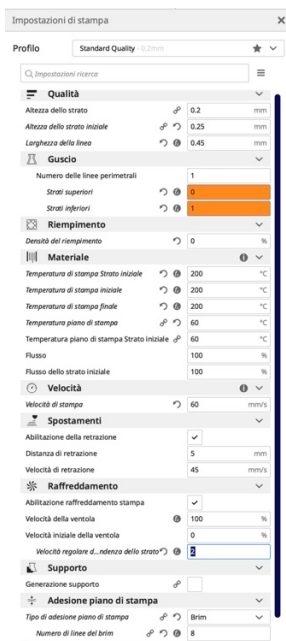 Impostazioni di stampa
Profilo Standard Quality - 0.2mm
Impostazioni ricerca
Qualità
Altezza dello strato 0.2 mm
Altezza dello strato iniziale 0.25 mm
Larghezza della linea 0.45 mm
Guscio
Numero delle linee perimetrali 1
Strati superiori 0
Strati inferiori 1
Riempimento
Densità del riempimento 0 %
Materiale
Temperatura di stampa Strato iniziale 200 °C
Temperatura di stampa iniziale 200 °C
Temperatura di stampa finale 200 °C
Temperatura piano di stampa 60 °C
Temperatura piano di stampa Strato iniziale 60 °C
Flusso 100 %
Flusso dello strato iniziale 100 %
Velocità
Velocità di stampa 60 mm/s
Spostamenti
Abilitazione della retrazione
Distanza di retrazione 5 mm
Velocità di retrazione 45 mm/s
Raffreddamento
Abilitazione raffreddamento stampa
Velocità della ventola 100 %
Velocità iniziale della ventola 0 %
Velocità regolare d...ndenza dello strato 2
Supporto
Generazione supporto
Adesione piano di stampa
Tipo di adesione piano di stampa Brim
Numero di linee del brim 8